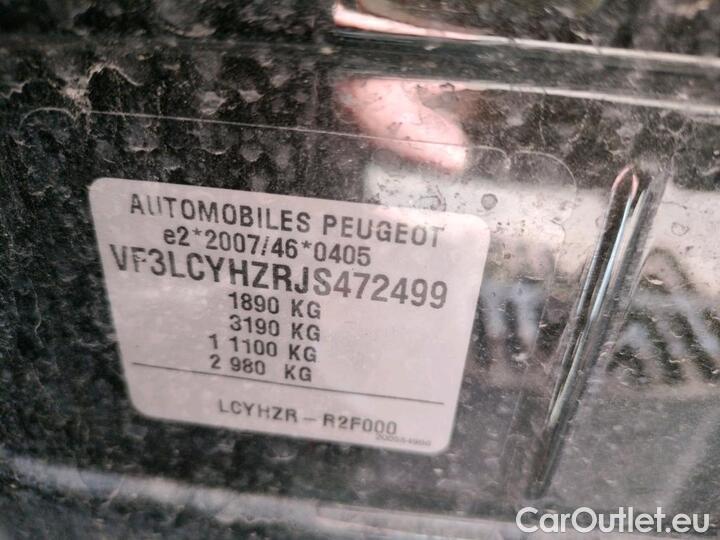 AUTOMOBILES PEUGEOT
e2*2007/46*0405
VF3LCYHZRJS472499
1890 KG
3190 KG
1 1100 KG
2 980 KG
LCYHZR - R2F000
CarOutlet.eu